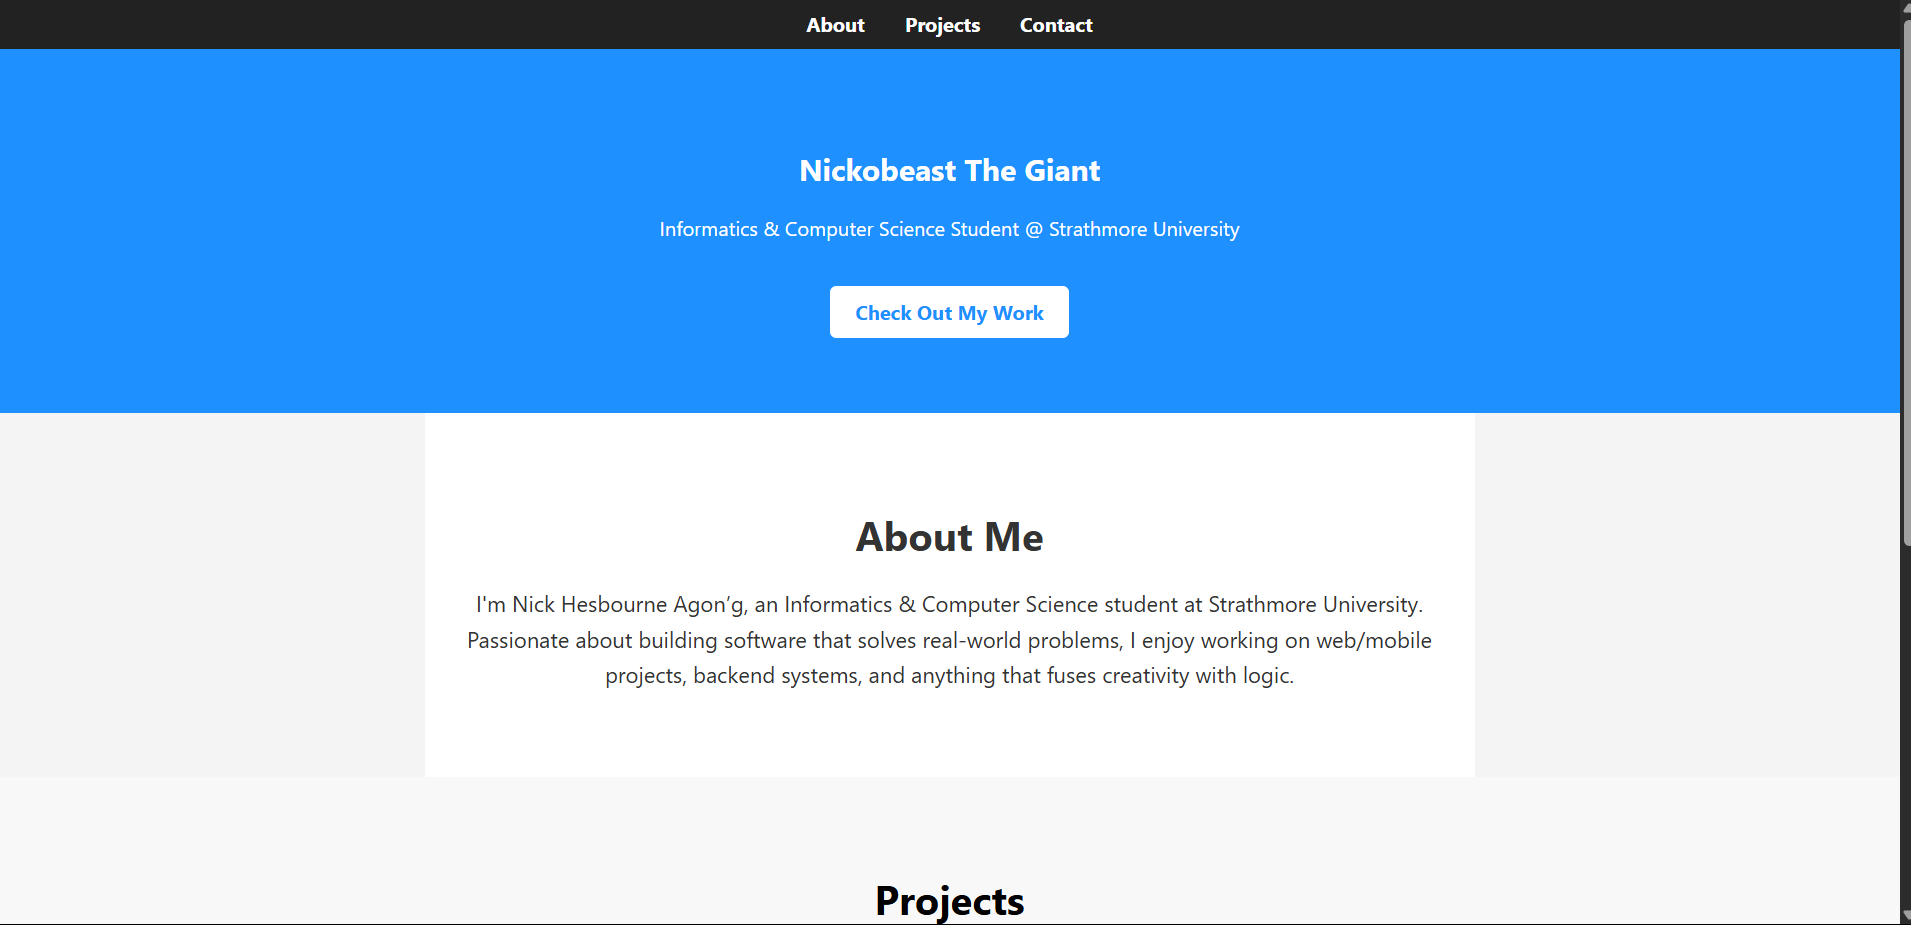 About Projects Contact
Nickobeast The Giant
Informatics & Computer Science Student @ Strathmore University
Check Out My Work
About Me
I'm Nick Hesbourne Agon’g, an Informatics & Computer Science student at Strathmore University.
Passionate about building software that solves real-world problems, I enjoy working on web/mobile
projects, backend systems, and anything that fuses creativity with logic.
Projects